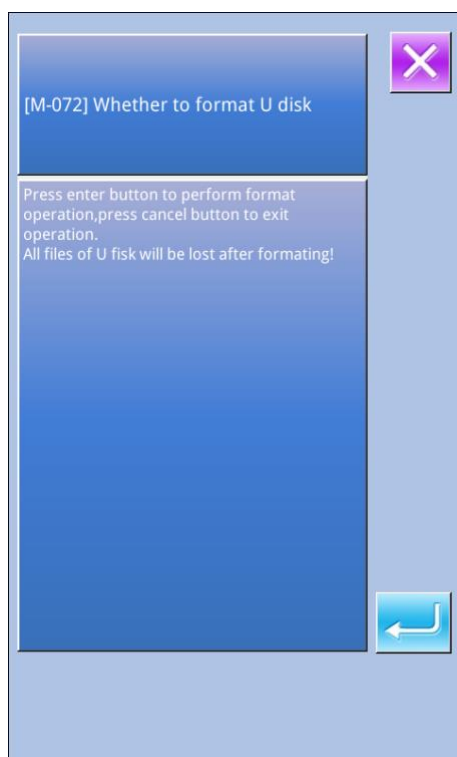 [M-072] Whether to format U disk
Press enter button to perform format
operation,press cancel button to exit
operation.
All files of U fisk will be lost after formating!